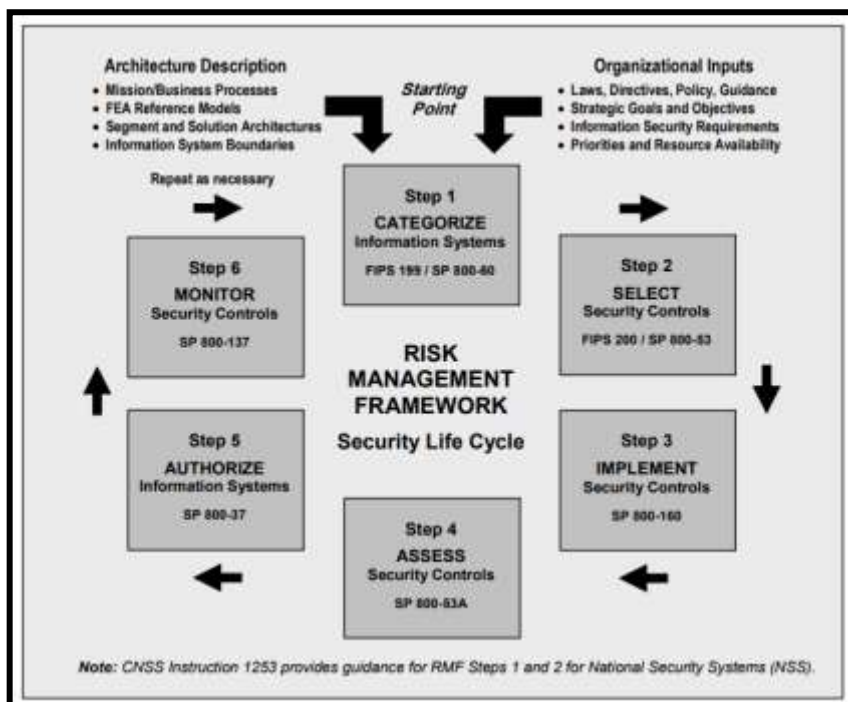 Architecture Description
• Mission/Business Processes
• FEA Reference Models
• Segment and Solution Architectures
• Information System Boundaries
Starting
Point
Organizational Inputs
• Laws, Directives, Policy, Guidance
• Strategic Goals and Objectives
• Information Security Requirements
• Priorities and Resource Availability
Repeat as necessary
Step 1
CATEGORIZE
Information Systems
FIPS 199 / SP 800-60
Step 2
SELECT
Security Controls
FIPS 200 / SP 800-53
Step 3
IMPLEMENT
Security Controls
SP 800-160
Step 4
ASSESS
Security Controls
SP 800-53A
Step 5
AUTHORIZE
Information Systems
SP 800-37
Step 6
MONITOR
Security Controls
SP 800-137
RISK
MANAGEMENT
FRAMEWORK
Security Life Cycle
Note: CNSS Instruction 1253 provides guidance for RMF Steps 1 and 2 for National Security Systems (NSS).